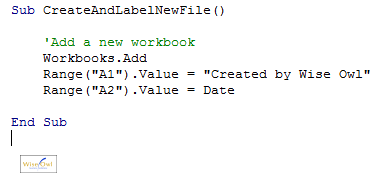 Sub CreateAndLabelNewFile()
'Add a new workbook
Workbooks.Add
Range("A1").Value = "Created by Wise Owl"
Range("A2").Value = Date
End Sub
WiseOwl